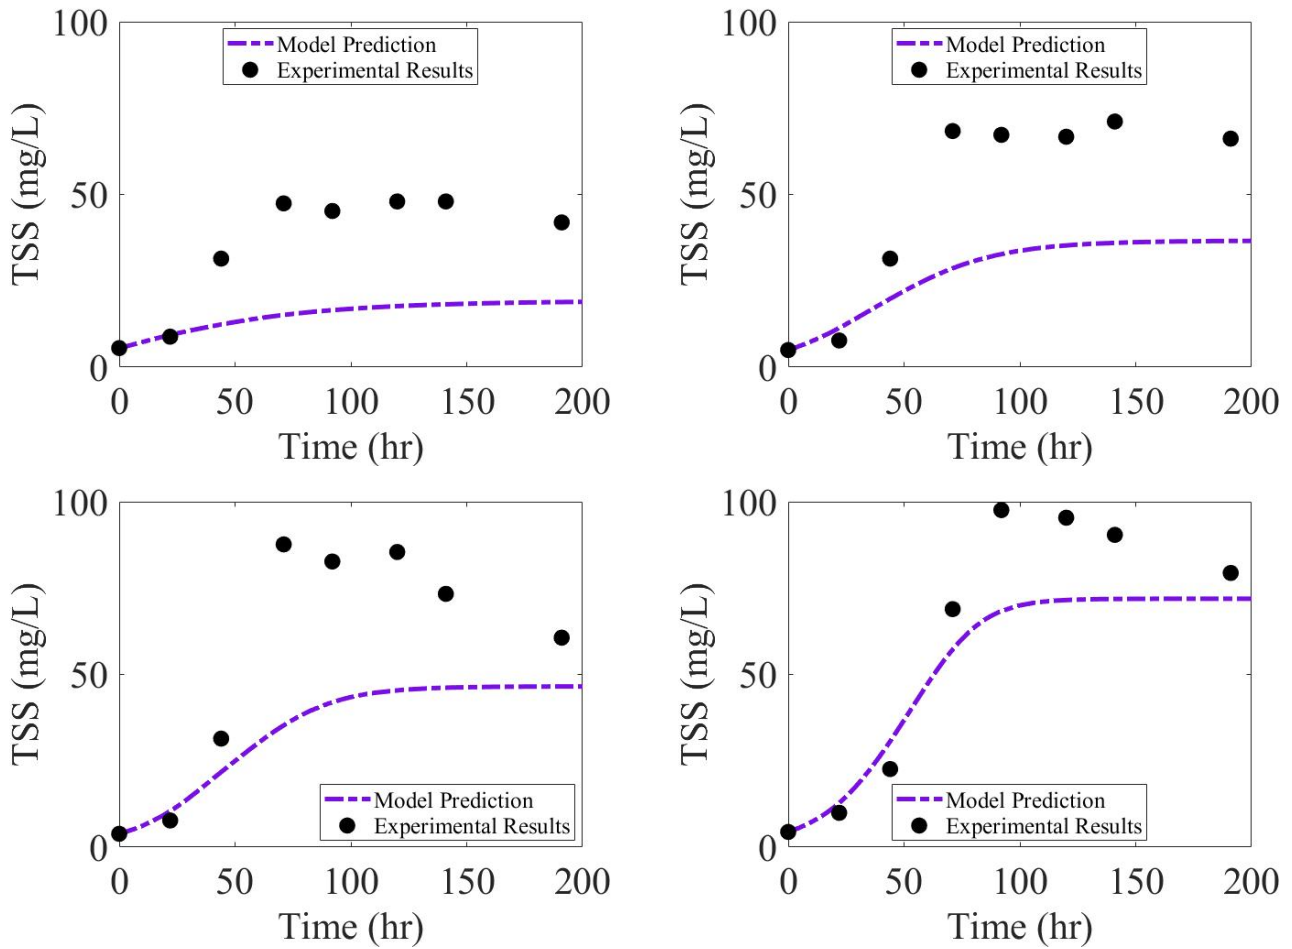 100
50
0
TSS (mg/L)
Model Prediction
Experimental Results
0 50 100 150 200
Time (hr)
100
50
0
TSS (mg/L)
Model Prediction
Experimental Results
0 50 100 150 200
Time (hr)
100
50
0
TSS (mg/L)
Model Prediction
Experimental Results
0 50 100 150 200
Time (hr)
100
50
0
TSS (mg/L)
Model Prediction
Experimental Results
0 50 100 150 200
Time (hr)